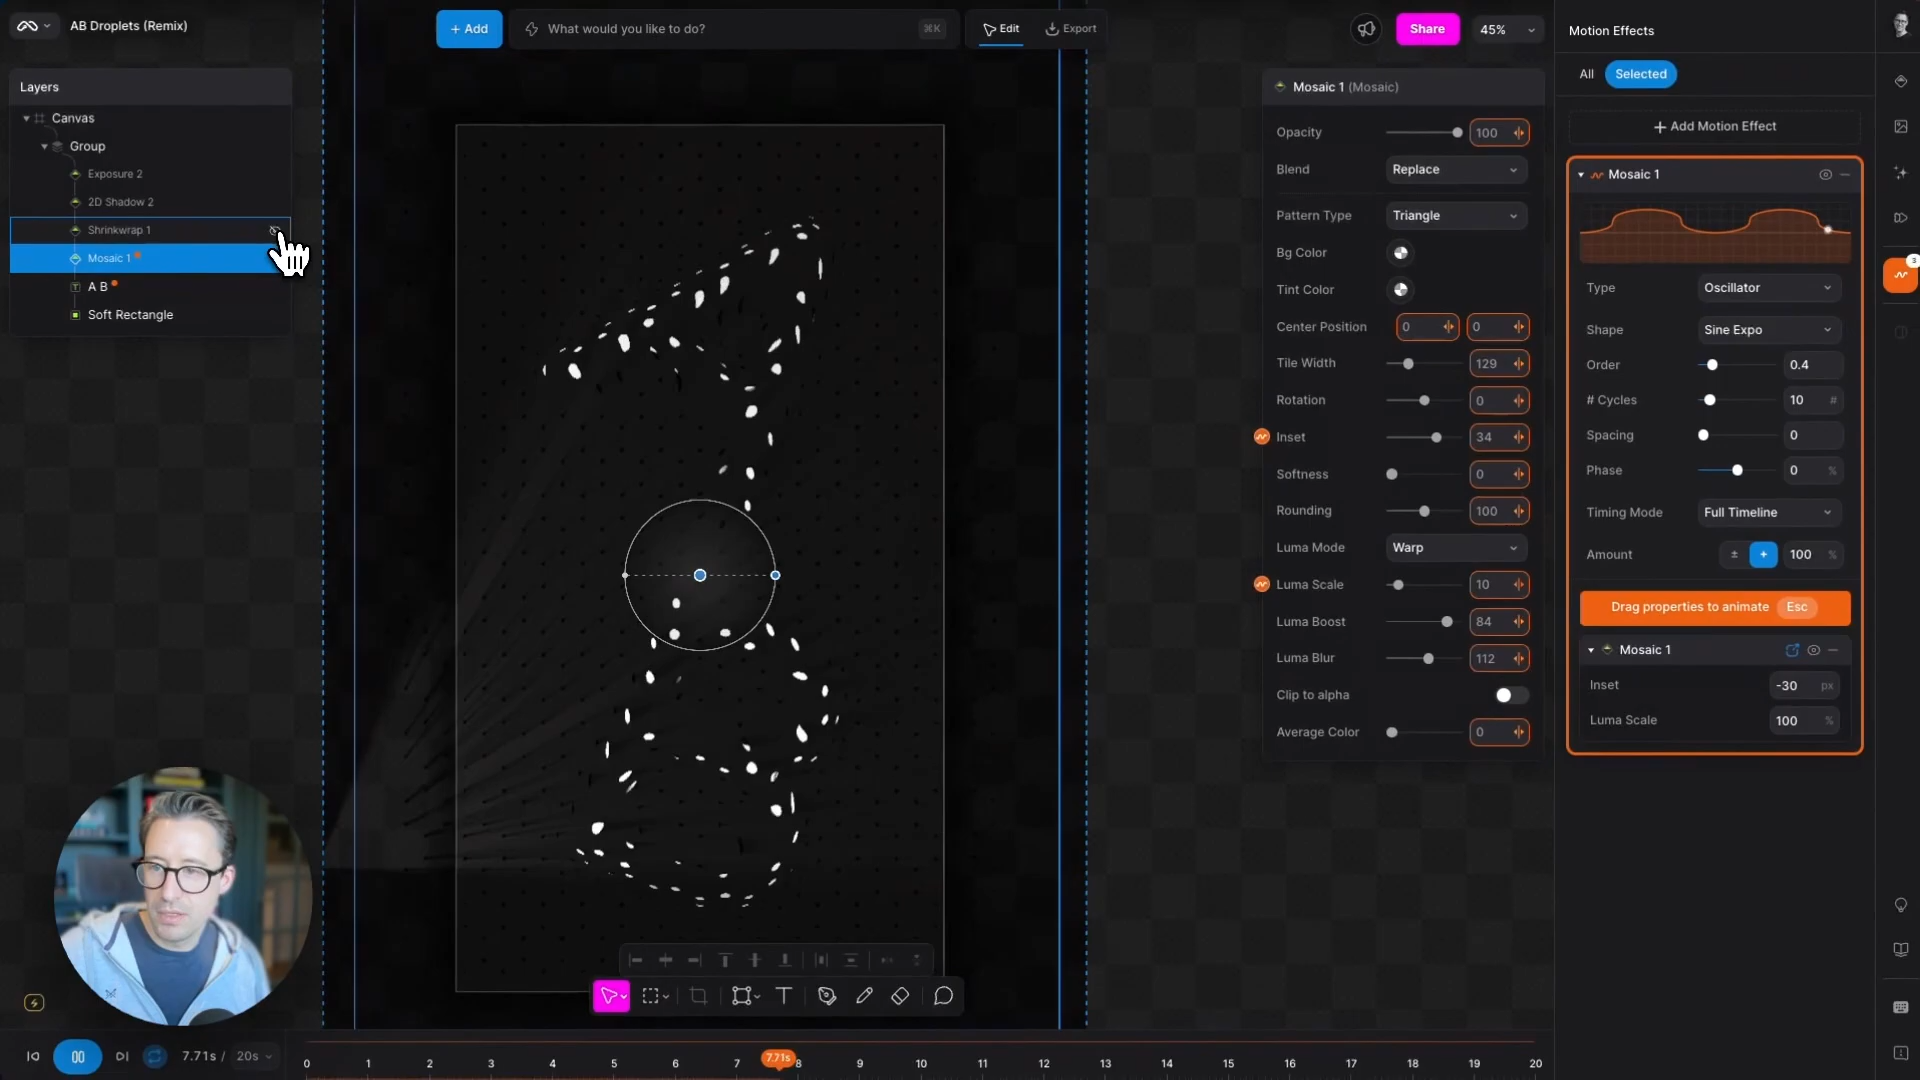 AB Droplets (Remix)
+ Add
What would you like to do?
⌘K
Edit
Export
Share
45%
Motion Effects
Layers
Canvas
Group
Exposure 2
2D Shadow 2
Shrinkwrap 1
Mosaic 1
A B
Soft Rectangle
Mosaic 1 (Mosaic)
Opacity 100
Blend Replace
Pattern Type Triangle
Bg Color
Tint Color
Center Position 0 0
Tile Width 129
Rotation 0
Inset 34
Softness 0
Rounding 100
Luma Mode Warp
Luma Scale 10
Luma Boost 84
Luma Blur 112
Clip to alpha
Average Color 0
All Selected
+ Add Motion Effect
Mosaic 1
Type Oscillator
Shape Sine Expo
Order 0.4
# Cycles 10 #
Spacing 0
Phase 0 %
Timing Mode Full Timeline
Amount ± + 100 %
Drag properties to animate Esc
Mosaic 1
Inset -30 px
Luma Scale 100 %
3
7.71s / 20s
0 1 2 3 4 5 6 7 7.71s 8 9 10 11 12 13 14 15 16 17 18 19 20